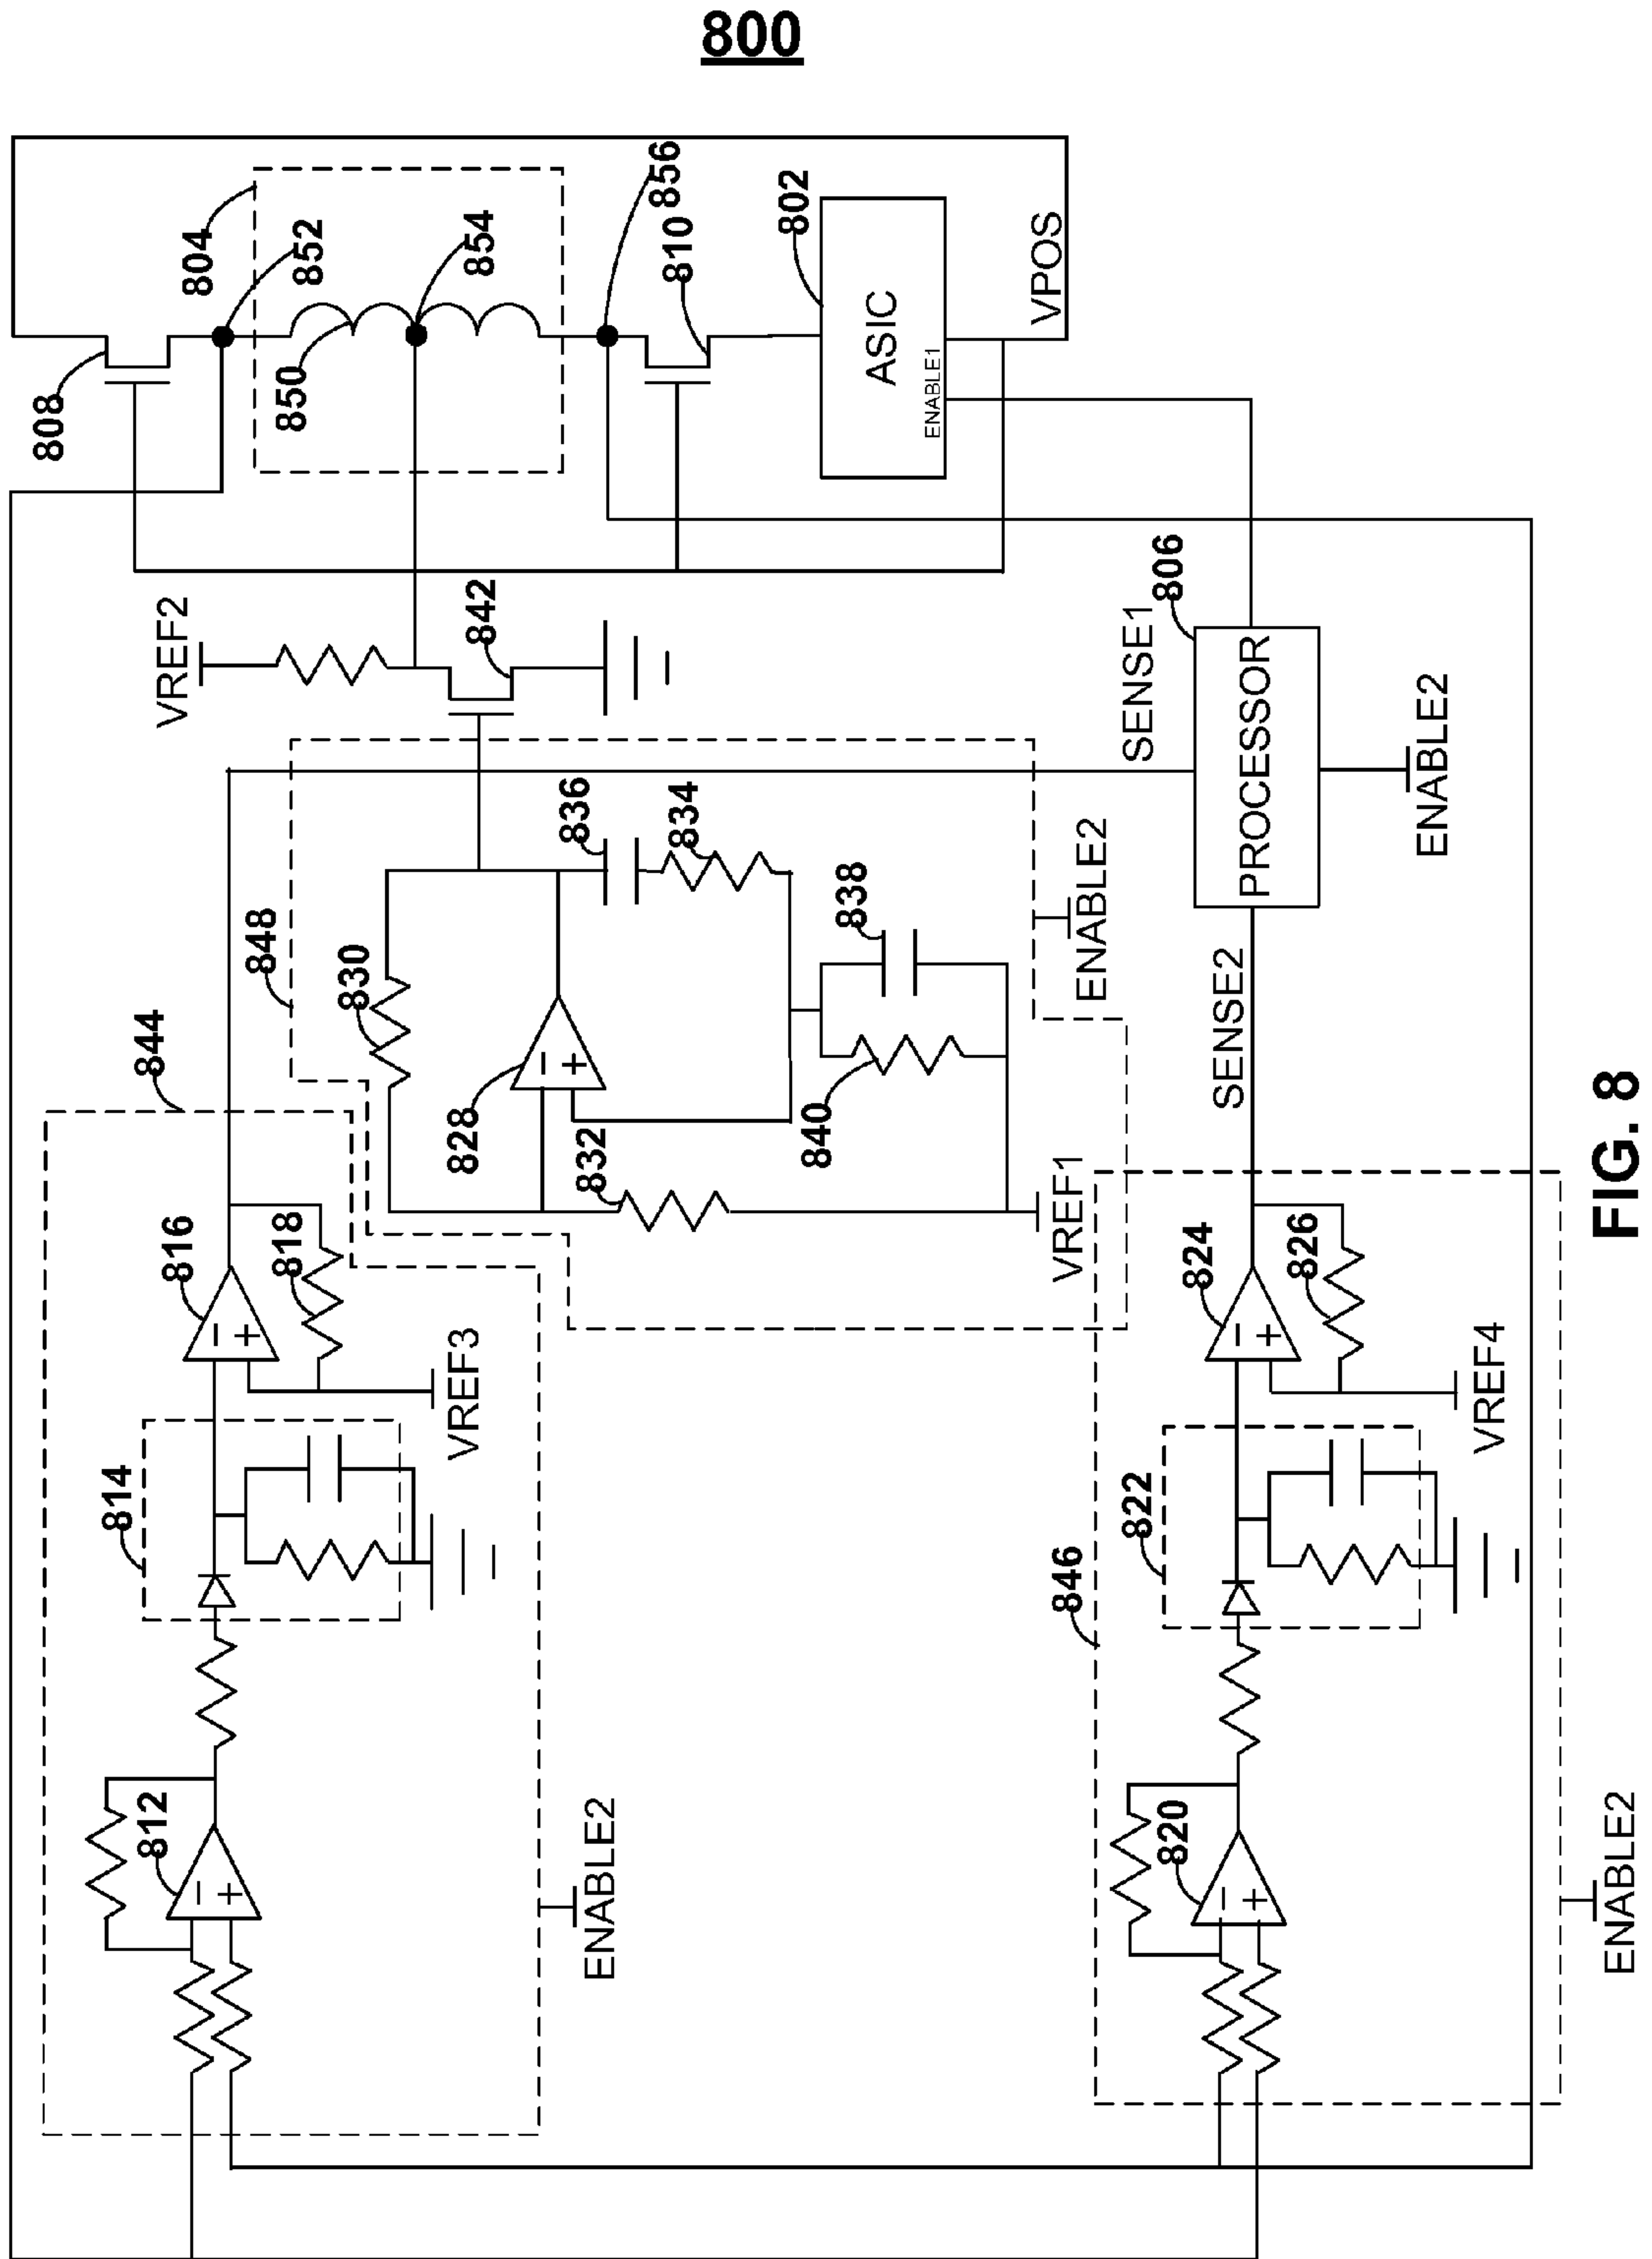 800
808
804
852
850
854
856
810
802
ASIC
ENABLE1
VPOS
VREF2
842
SENSE1
806
PROCESSOR
ENABLE2
SENSE2
848
830
828
−
+
832
836
834
838
840
ENABLE2
VREF1
844
816
−
+
818
VREF3
814
812
−
+
ENABLE2
846
824
−
+
826
VREF4
822
820
−
+
ENABLE2
FIG. 8